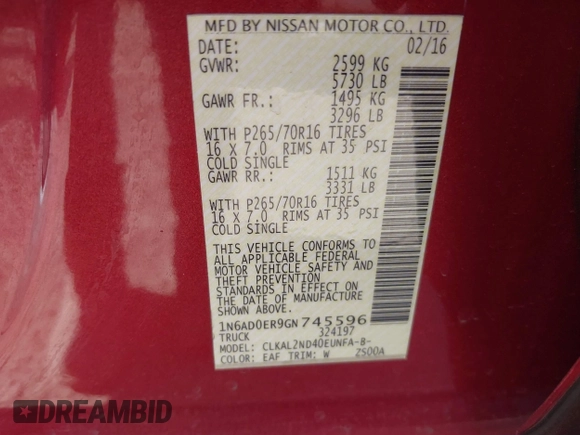 MFD BY NISSAN MOTOR CO., LTD.
DATE: 02/16
GVWR: 2599 KG
5730 LB
GAWR FR.: 1495 KG
3296 LB
WITH P265/70R16 TIRES
16 X 7.0 RIMS AT 35 PSI
COLD SINGLE
GAWR RR.: 1511 KG
3331 LB
WITH P265/70R16 TIRES
16 X 7.0 RIMS AT 35 PSI
COLD SINGLE
THIS VEHICLE CONFORMS TO
ALL APPLICABLE FEDERAL
MOTOR VEHICLE SAFETY AND
THEFT PREVENTION
STANDARDS IN EFFECT ON
DATE SHOWN ABOVE.
1N6AD0ER9GN745596
TRUCK 324197
MODEL: CLKAL2ND40EUNFA-8-
COLOR: EAF TRIM: W ZS00A
DREAMBID